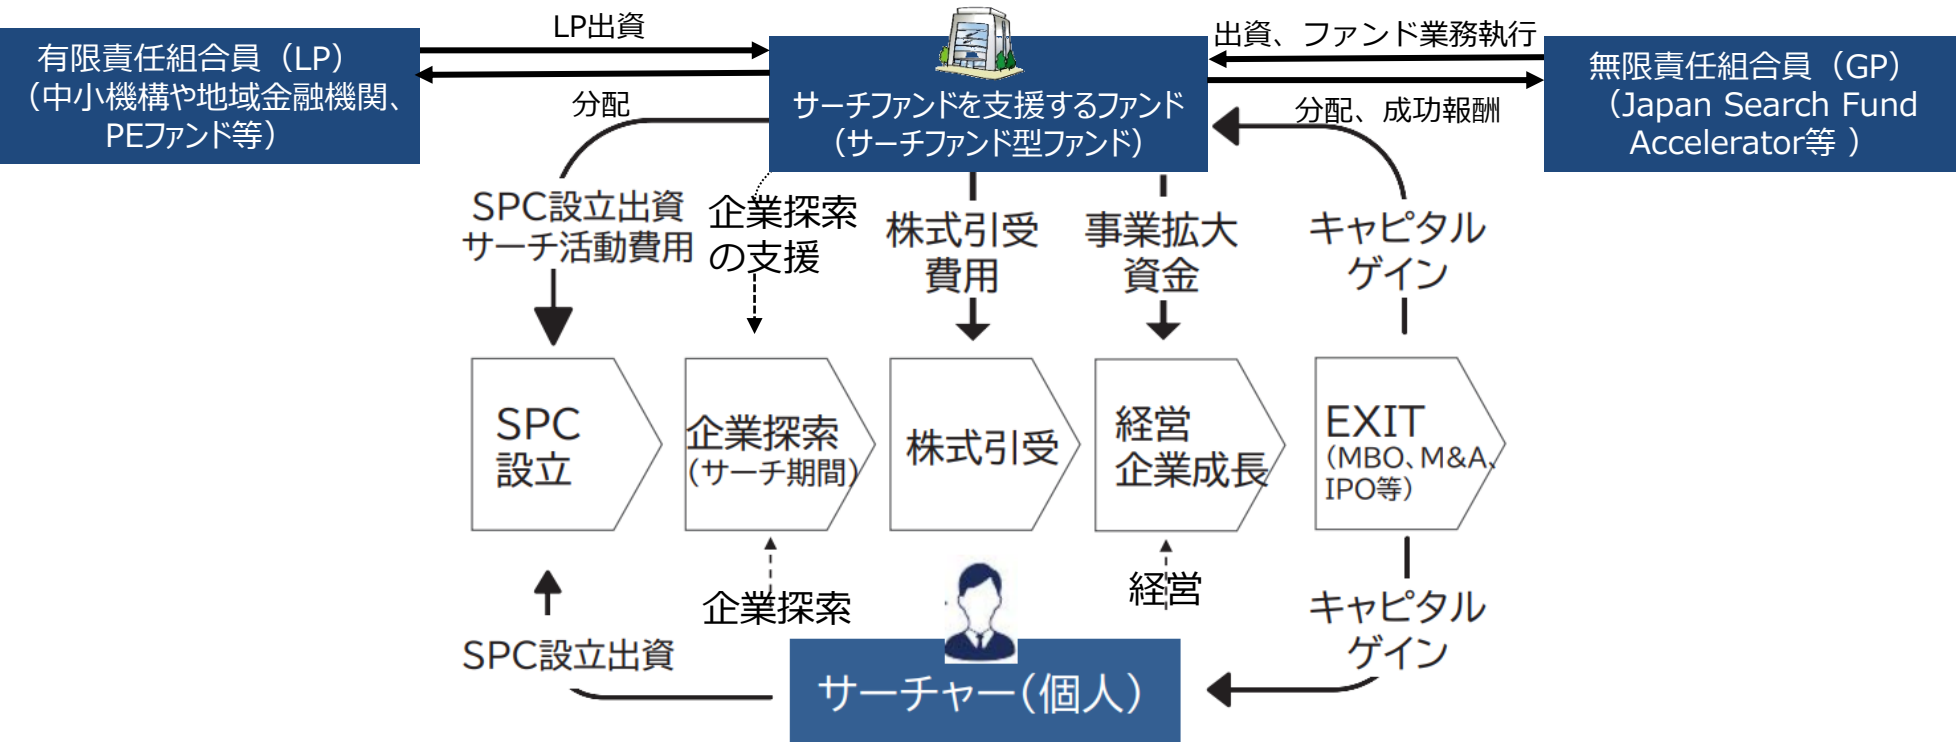 LP出資
出資、ファンド業務執行
有限責任組合員（LP）
（中小機構や地域金融機関、
PEファンド等）
分配
サーチファンドを支援するファンド
（サーチファンド型ファンド）
分配、成功報酬
無限責任組合員（GP）
（Japan Search Fund
Accelerator等 ）
SPC設立出資
サーチ活動費用
企業探索
の支援
株式引受
費用
事業拡大
資金
キャピタル
ゲイン
SPC
設立
企業探索
（サーチ期間）
株式引受
経営
企業成長
EXIT
（MBO、M&A、
IPO等）
SPC設立出資
企業探索
経営
キャピタル
ゲイン
サーチャー（個人）